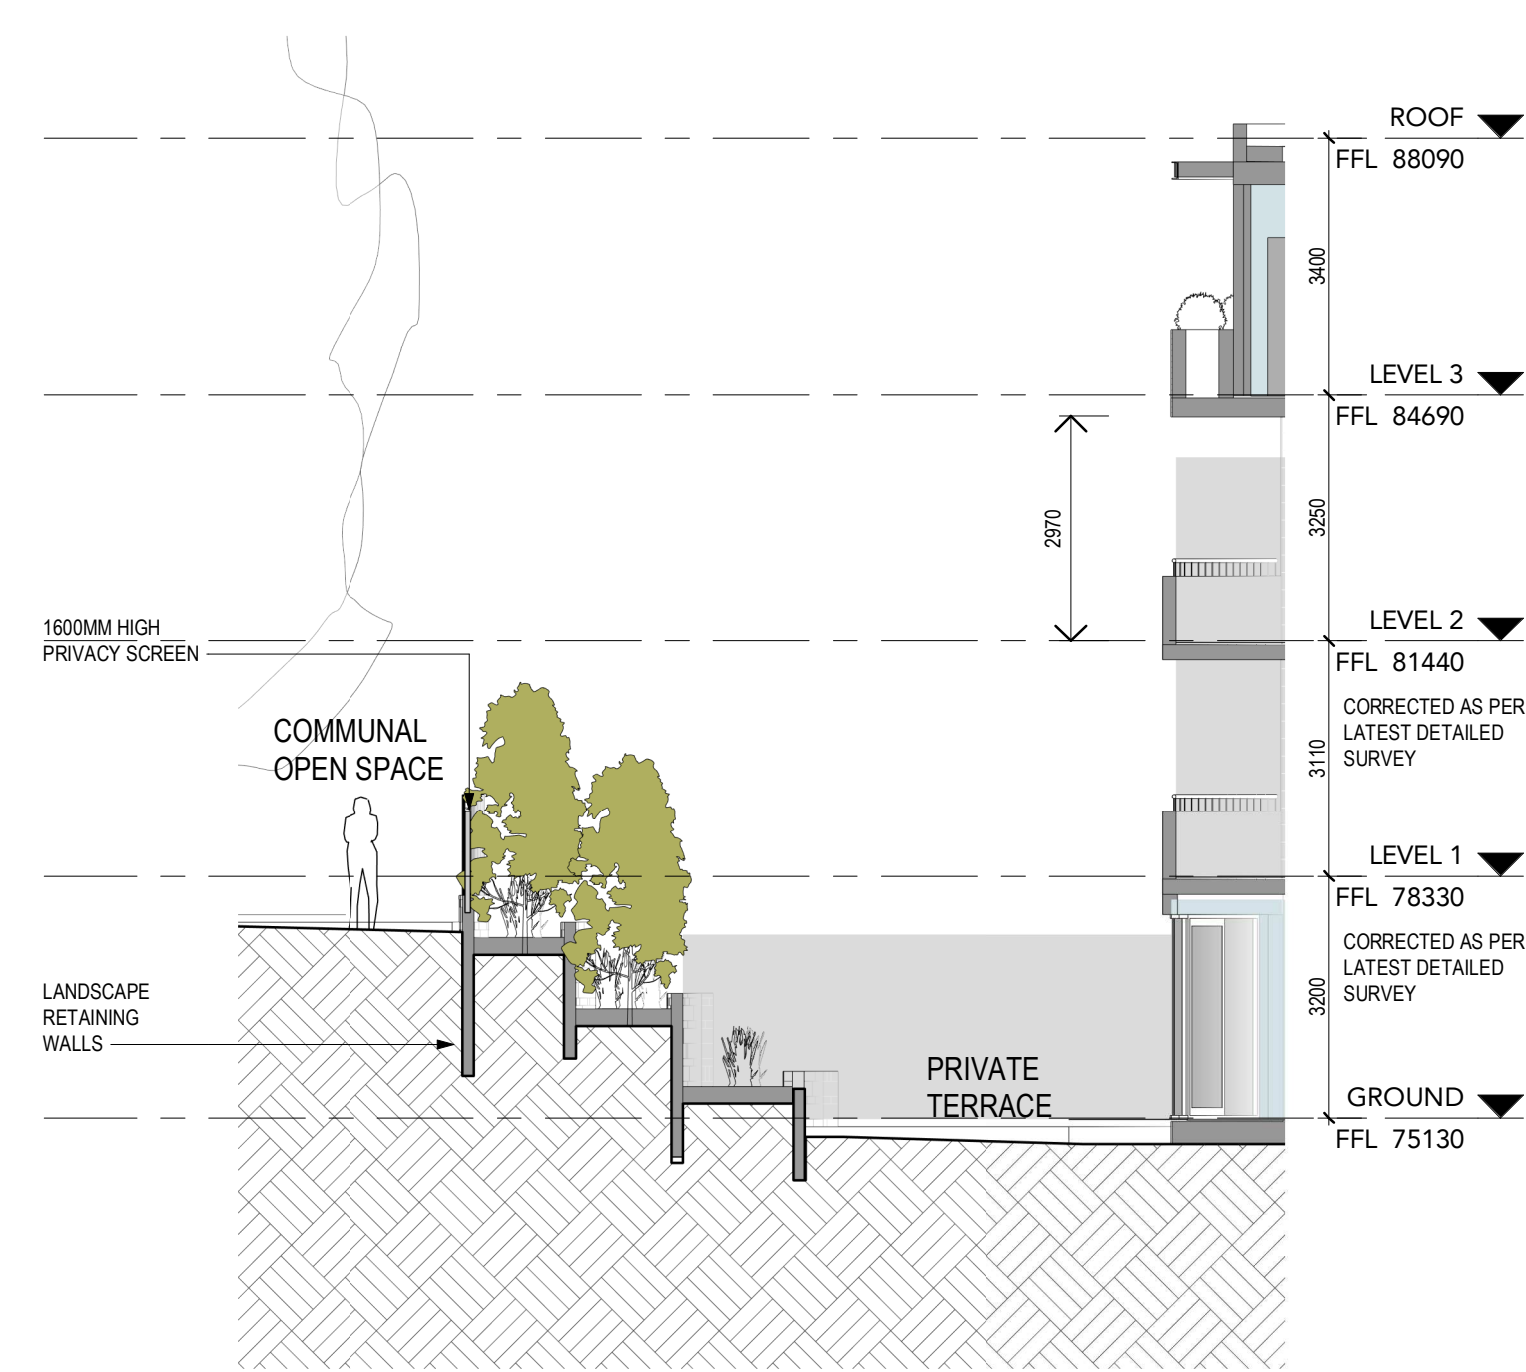 ROOF
FFL 88090
3400
LEVEL 3
FFL 84690
3250
2970
1600MM HIGH
PRIVACY SCREEN
LEVEL 2
FFL 81440
CORRECTED AS PER
LATEST DETAILED
SURVEY
COMMUNAL
OPEN SPACE
3110
LEVEL 1
FFL 78330
CORRECTED AS PER
LATEST DETAILED
SURVEY
LANDSCAPE
RETAINING
WALLS
3200
PRIVATE
TERRACE
GROUND
FFL 75130